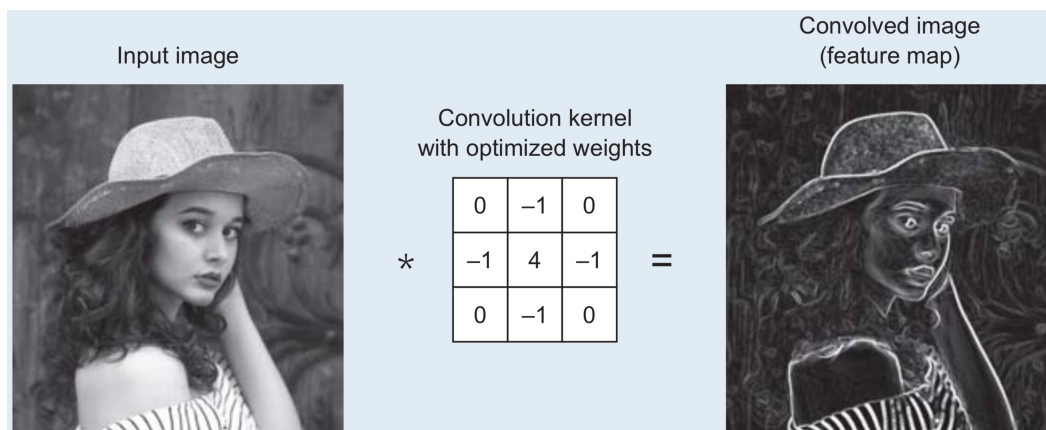 Input image
Convolution kernel
with optimized weights
*
0 –1 0
–1 4 –1
0 –1 0
=
Convolved image
(feature map)